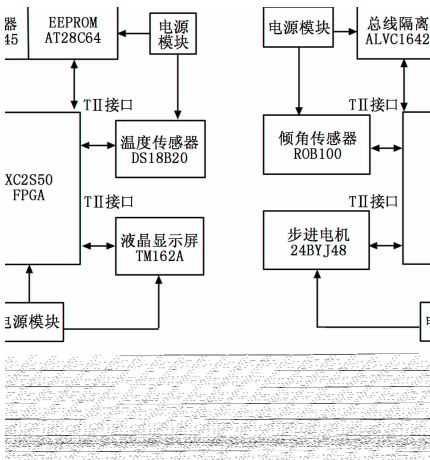 器
45
EEPROM
AT28C64
电源
模块
电源模块
总线隔离
ALVC1642
TⅡ接口
TⅡ接口
XC2S50
FPGA
温度传感器
DS18B20
倾角传感器
ROB100
TⅡ接口
TⅡ接口
液晶显示屏
TM162A
步进电机
24BYJ48
电源模块